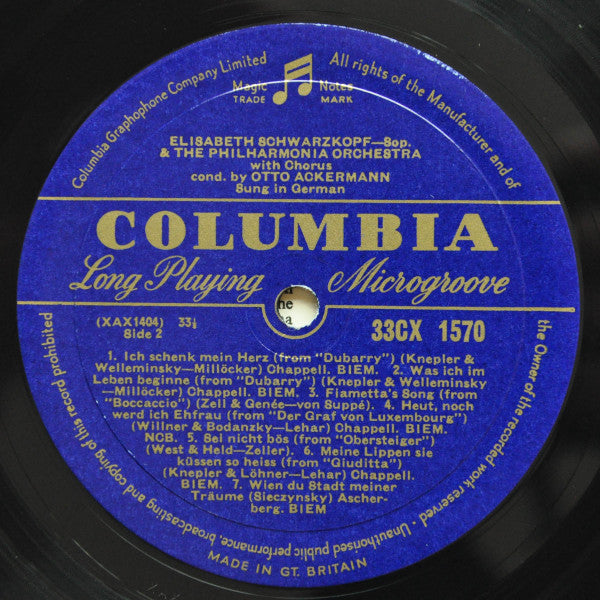 Columbia Graphophone Company Limited
All rights of the Manufacturer and of
the Owner of the recorded work reserved - Unauthorised public performance, broadcasting and copying of this record prohibited
Magic Notes
TRADE MARK
ELISABETH SCHWARZKOPF—Sop.
& THE PHILHARMONIA ORCHESTRA
with Chorus
cond. by OTTO ACKERMANN
Sung in German
COLUMBIA
Long Playing Microgroove
he
(XAX1404) 33⅓
Side 2
33CX 1570
1. Ich schenk mein Herz (from "Dubarry") (Knepler &
Welleminsky—Millöcker) Chappell. BIEM. 2. Was ich im
Leben beginne (from "Dubarry") (Knepler & Welleminsky
—Millöcker) Chappell. BIEM. 3. Fiametta's Song (from
"Boccaccio") (Zell & Genée—von Suppé). 4. Heut, noch
werd ich Ehfrau (from "Der Graf von Luxembourg")
(Willner & Bodanzky—Lehar) Chappell. BIEM.
NCB. 5. Sei nicht bös (from "Obersteiger")
(West & Held—Zeller). 6. Meine Lippen sie
küssen so heiss (from "Giuditta")
(Knepler & Löhner—Lehar) Chappell.
BIEM. 7. Wien du Stadt meiner
Träume (Sieczynsky) Ascher-
berg. BIEM
MADE IN GT. BRITAIN